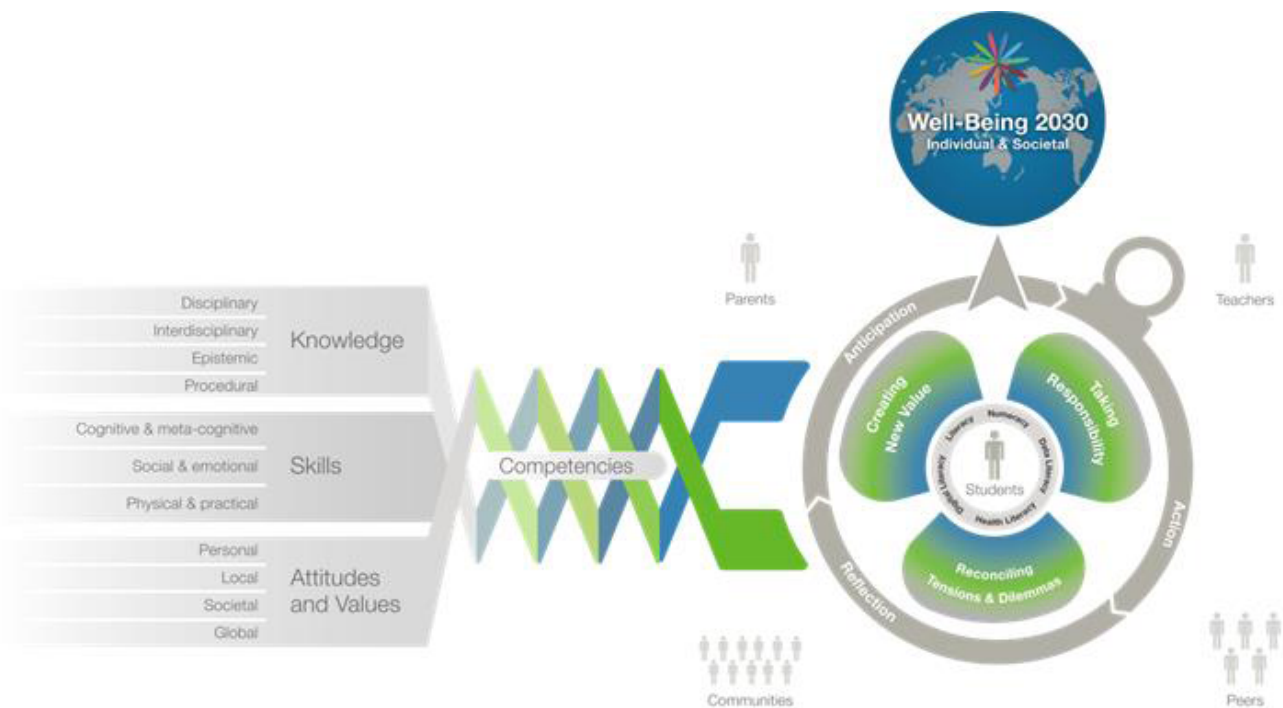 Well-Being 2030
Individual & Societal
Parents
Teachers
Disciplinary
Interdisciplinary
Epistemic
Procedural
Knowledge
Cognitive & meta-cognitive
Social & emotional
Physical & practical
Skills
Personal
Local
Societal
Global
Attitudes
and Values
Competencies
Anticipation
Action
Reflection
Creating
New Value
Taking
Responsibility
Reconciling
Tensions & Dilemmas
Literacy
Numeracy
Data Literacy
Health Literacy
Digital Literacy
Students
Communities
Peers